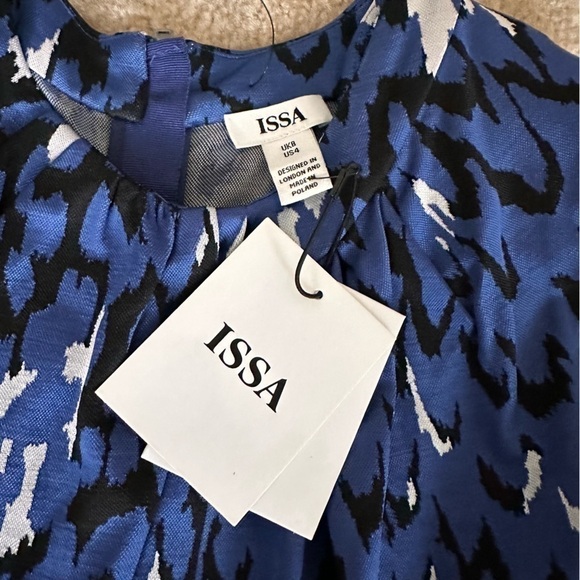 ISSA
UK8
US4
DESIGNED IN
LONDON AND
MADE IN
POLAND
ISSA